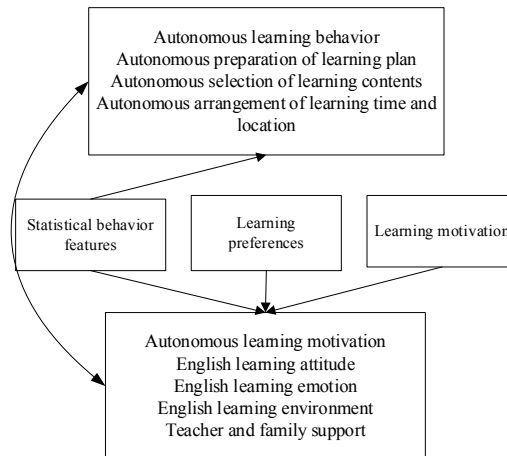 Autonomous learning behavior
Autonomous preparation of learning plan
Autonomous selection of learning contents
Autonomous arrangement of learning time and
location
Statistical behavior
features
Learning
preferences
Learning motivation
Autonomous learning motivation
English learning attitude
English learning emotion
English learning environment
Teacher and family support